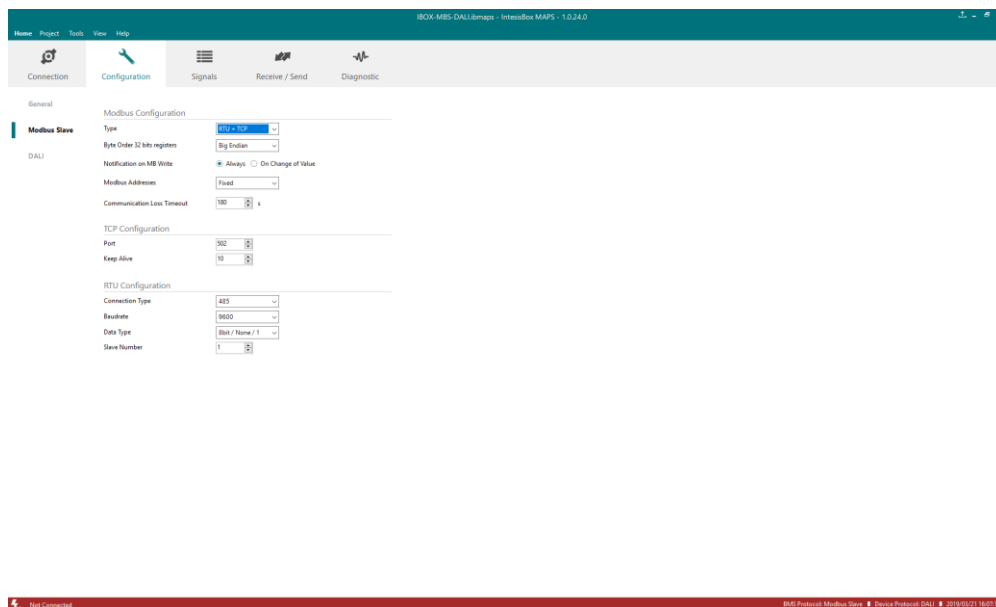 IBOX-MBS-DALI.ibmaps - IntesisBox MAPS - 1.0.24.0
Home Project Tools View Help
Connection Configuration Signals Receive / Send Diagnostic
General
Modbus Slave
DALI
Modbus Configuration
Type RTU + TCP
Byte Order 32 bits registers Big Endian
Notification on MB Write Always On Change of Value
Modbus Addresses Fixed
Communication Loss Timeout 180 s
TCP Configuration
Port 502
Keep Alive 10
RTU Configuration
Connection Type 485
Baudrate 9600
Data Type 8bit / None / 1
Slave Number 1
Not Connected BMS Protocol: Modbus Slave Device Protocol: DALI 2019/03/21 16:07